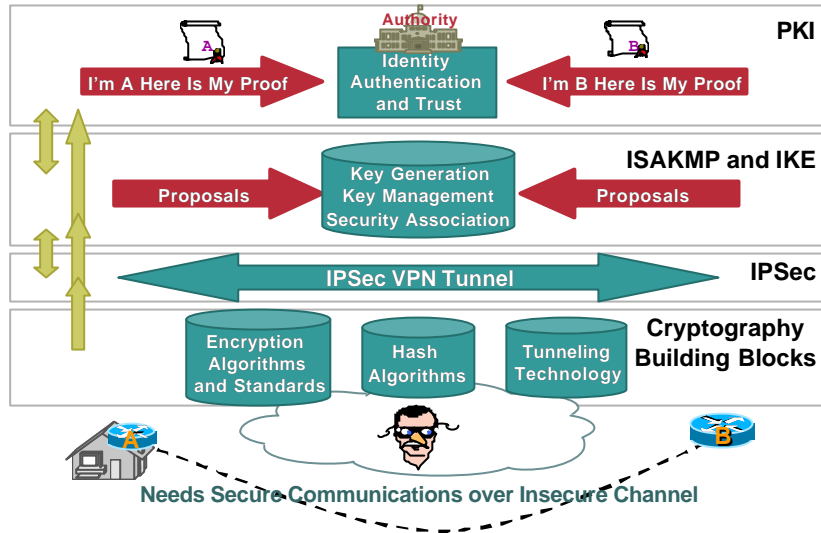 Authority
PKI
A
B
Identity
Authentication
and Trust
I'm A Here Is My Proof
I'm B Here Is My Proof
ISAKMP and IKE
Key Generation
Key Management
Security Association
Proposals
Proposals
IPSec VPN Tunnel
IPSec
Cryptography
Building Blocks
Encryption
Algorithms
and Standards
Hash
Algorithms
Tunneling
Technology
A
B
Needs Secure Communications over Insecure Channel